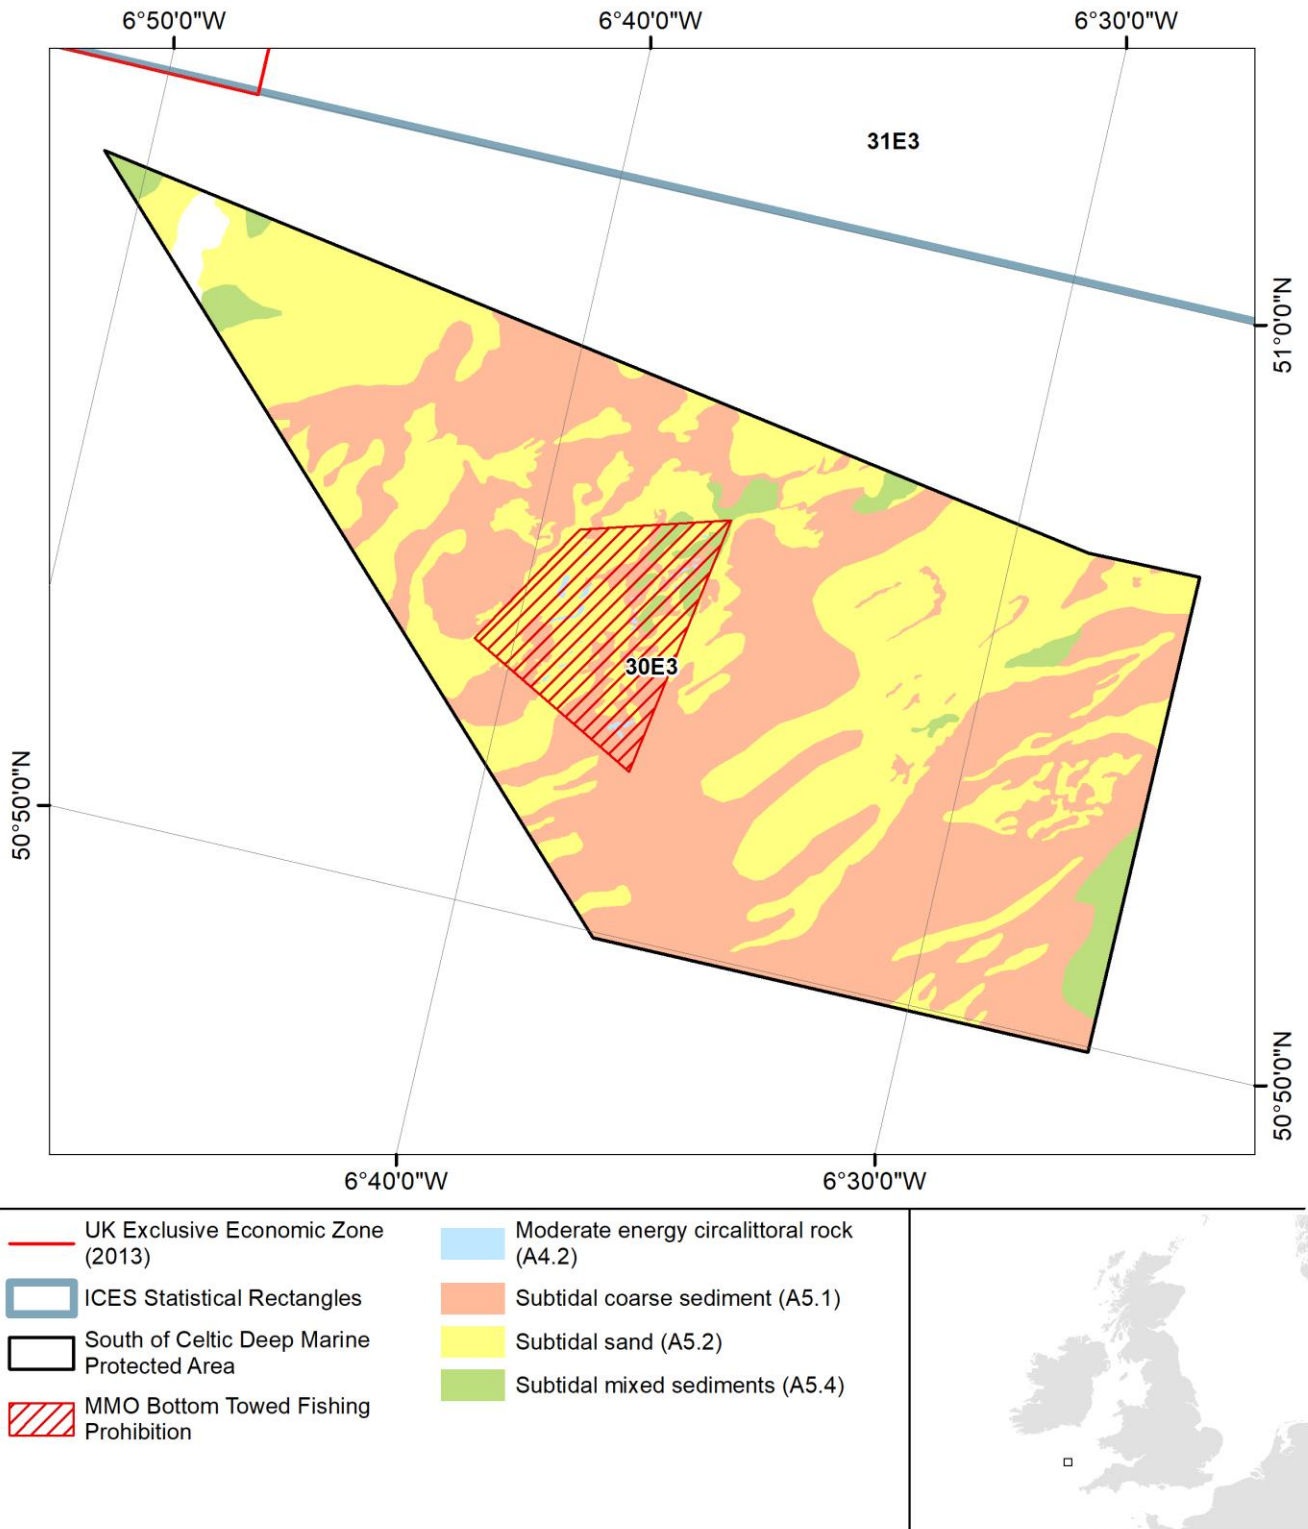 6°50'0"W
6°40'0"W
6°30'0"W
31E3
51°0'0"N
30E3
50°50'0"N
50°50'0"N
6°40'0"W
6°30'0"W
UK Exclusive Economic Zone
(2013)
ICES Statistical Rectangles
South of Celtic Deep Marine
Protected Area
MMO Bottom Towed Fishing
Prohibition
Moderate energy circalittoral rock
(A4.2)
Subtidal coarse sediment (A5.1)
Subtidal sand (A5.2)
Subtidal mixed sediments (A5.4)